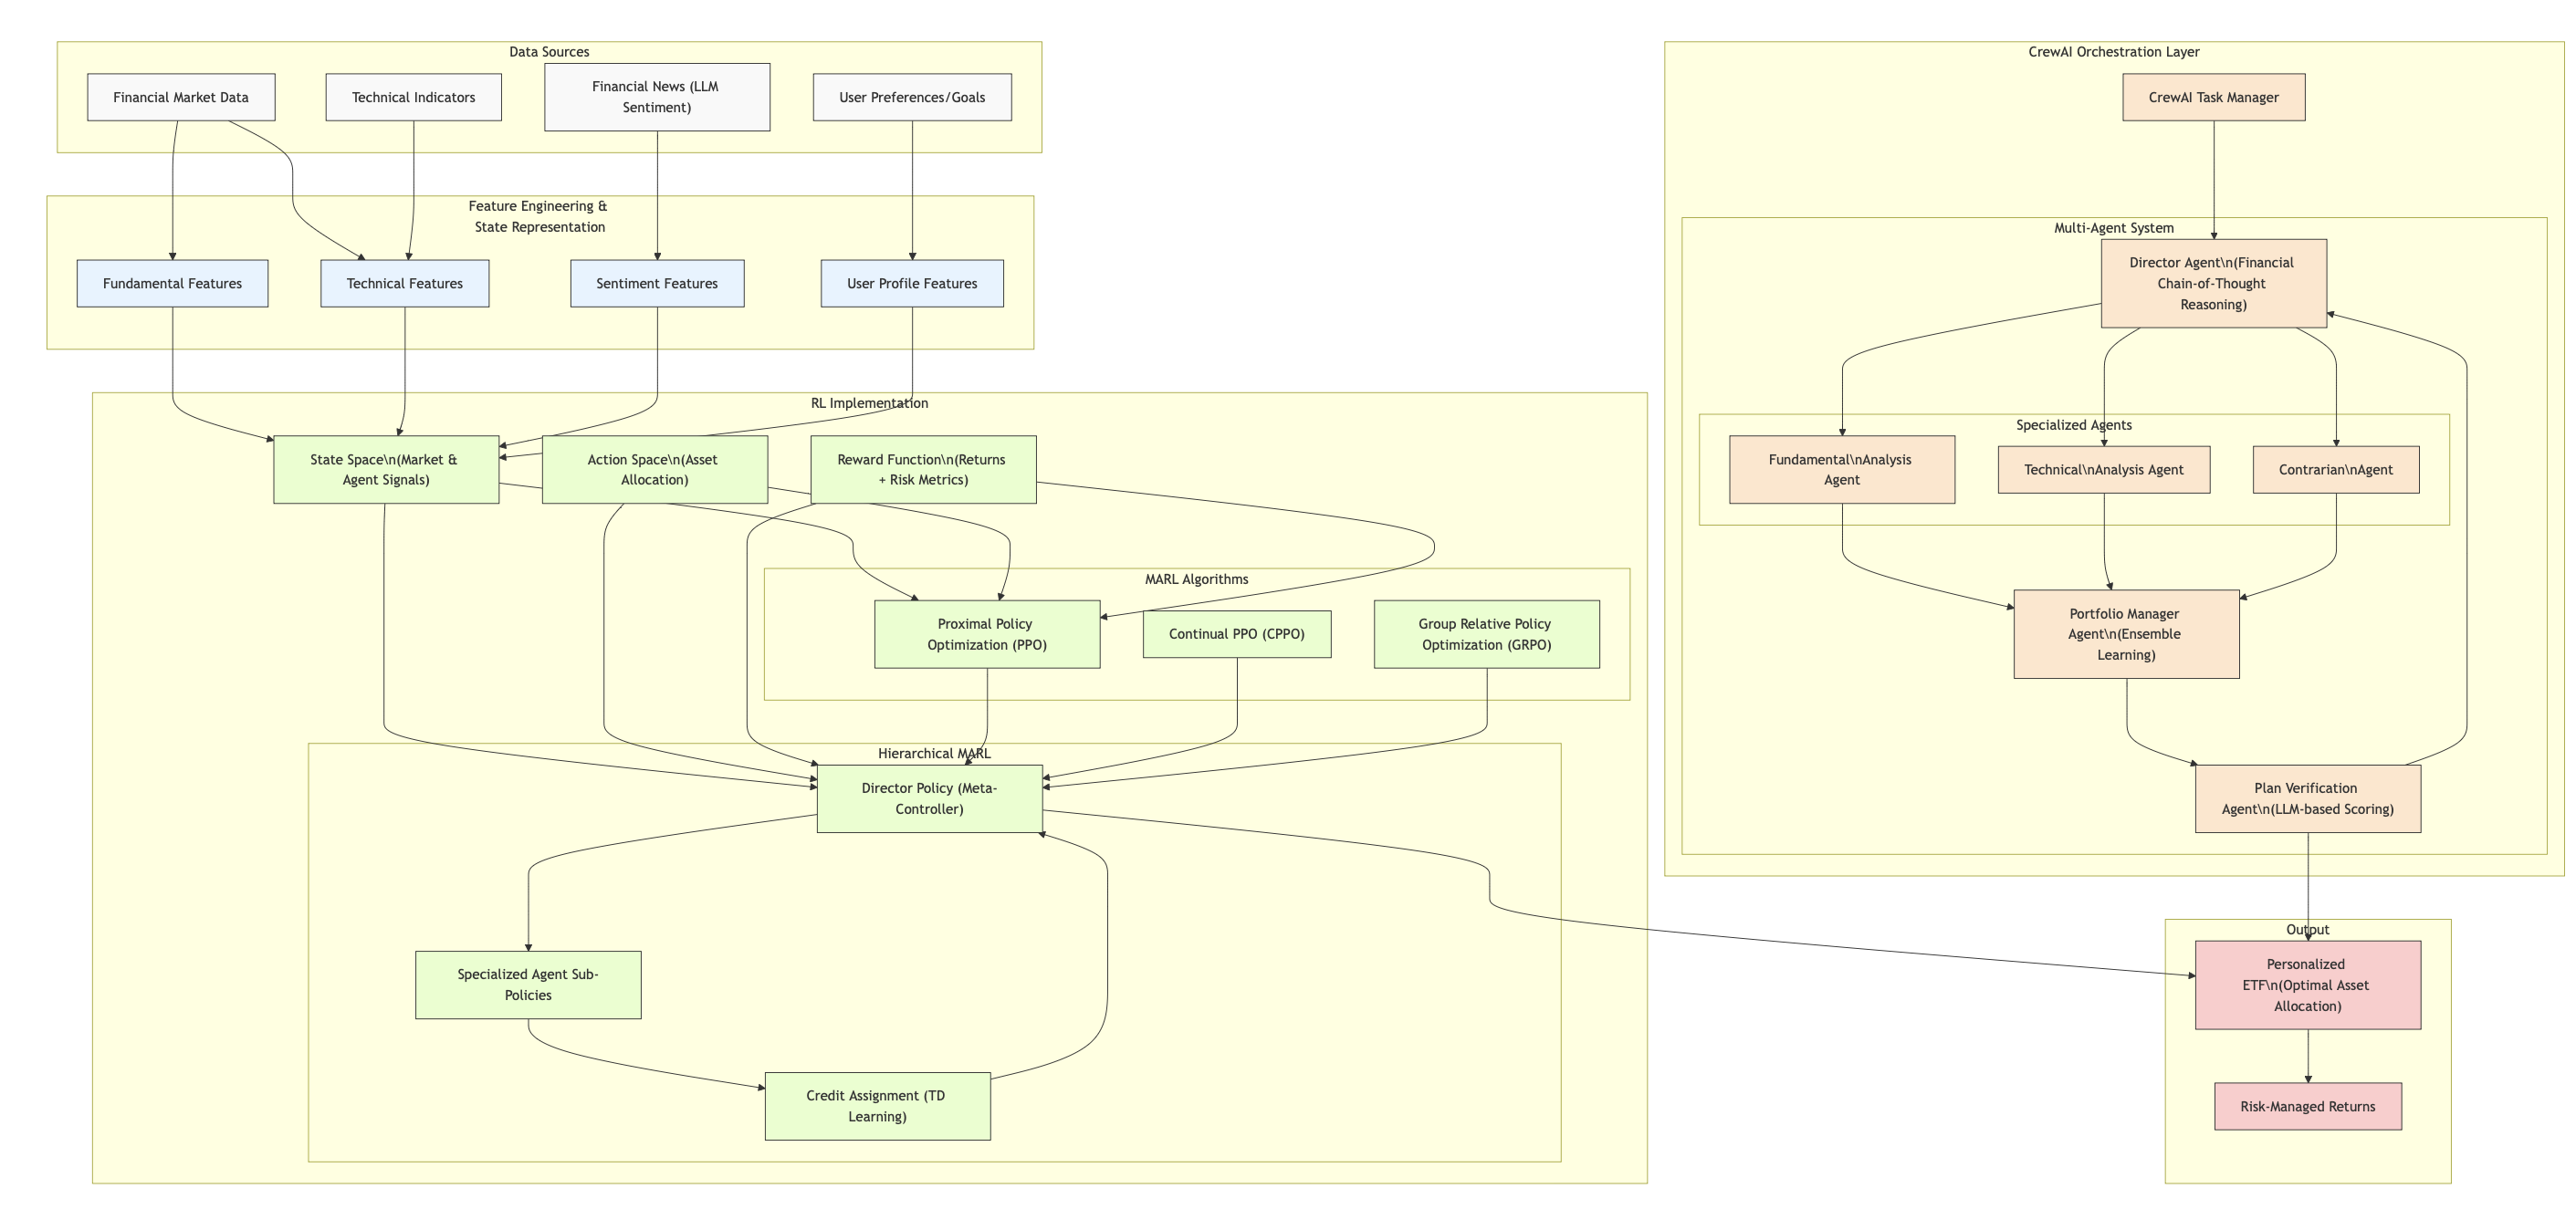 Data Sources
Financial Market Data
Technical Indicators
Financial News (LLM
Sentiment)
User Preferences/Goals
Feature Engineering &
State Representation
Fundamental Features
Technical Features
Sentiment Features
User Profile Features
RL Implementation
State Space\n(Market &
Agent Signals)
Action Space\n(Asset
Allocation)
Reward Function\n(Returns
+ Risk Metrics)
MARL Algorithms
Proximal Policy
Optimization (PPO)
Continual PPO (CPPO)
Group Relative Policy
Optimization (GRPO)
Hierarchical MARL
Director Policy (Meta-
Controller)
Specialized Agent Sub-
Policies
Credit Assignment (TD
Learning)
CrewAI Orchestration Layer
CrewAI Task Manager
Multi-Agent System
Director Agent\n(Financial
Chain-of-Thought
Reasoning)
Specialized Agents
Fundamental\nAnalysis
Agent
Technical\nAnalysis Agent
Contrarian\nAgent
Portfolio Manager
Agent\n(Ensemble
Learning)
Plan Verification
Agent\n(LLM-based Scoring)
Output
Personalized
ETF\n(Optimal Asset
Allocation)
Risk-Managed Returns